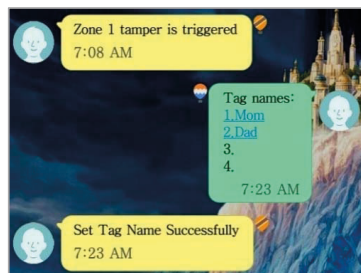 Zone 1 tamper is triggered
7:08 AM
Tag names:
1.Mom
2.Dad
3.
4.
7:23 AM
Set Tag Name Successfully
7:23 AM